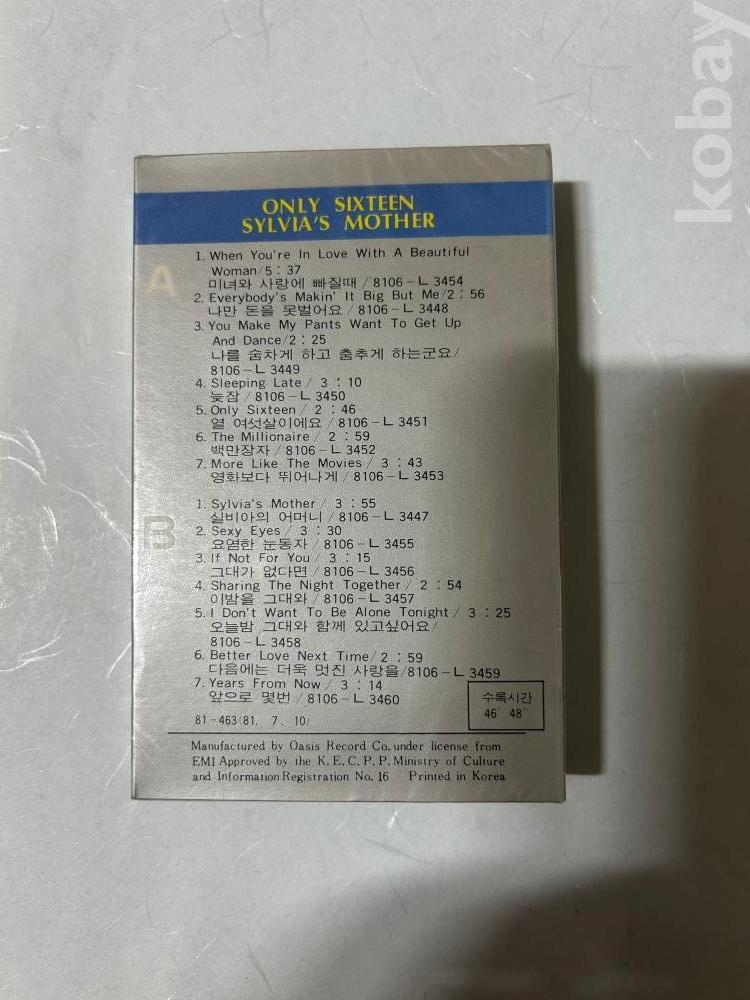 kobay
ONLY SIXTEEN
SYLVIA'S MOTHER
A
1. When You're In Love With A Beautiful
Woman/5 : 37
미녀와 사랑에 빠질때 / 8106-L 3454
2. Everybody's Makin' It Big But Me/2 : 56
나만 돈을 못벌어요 / 8106-L 3448
3. You Make My Pants Want To Get Up
And Dance/2 : 25
나를 숨차게 하고 춤추게 하는군요/
8106-L 3449
4. Sleeping Late / 3 : 10
늦잠 / 8106-L 3450
5. Only Sixteen / 2 : 46
열 여섯살이에요 / 8106-L 3451
6. The Millionaire / 2 : 59
백만장자 / 8106-L 3452
7. More Like The Movies / 3 : 43
영화보다 뛰어나게 / 8106-L 3453
B
1. Sylvia's Mother / 3 : 55
실비아의 어머니 / 8106-L 3447
2. Sexy Eyes / 3 : 30
요염한 눈동자 / 8106-L 3455
3. If Not For You / 3 : 15
그대가 없다면 / 8106-L 3456
4. Sharing The Night Together / 2 : 54
이밤을 그대와 / 8106-L 3457
5. I Don't Want To Be Alone Tonight / 3 : 25
오늘밤 그대와 함께 있고싶어요/
8106-L 3458
6. Better Love Next Time / 2 : 59
다음에는 더욱 멋진 사랑을/8106-L 3459
7. Years From Now / 3 : 14
앞으로 몇번 / 8106-L 3460
수록시간
46′ 48″
81-463(81. 7. 10)
Manufactured by Oasis Record Co. under license from
EMI Approved by the K. E. C. P. P. Ministry of Culture
and Information Registration No. 16 Printed in Korea